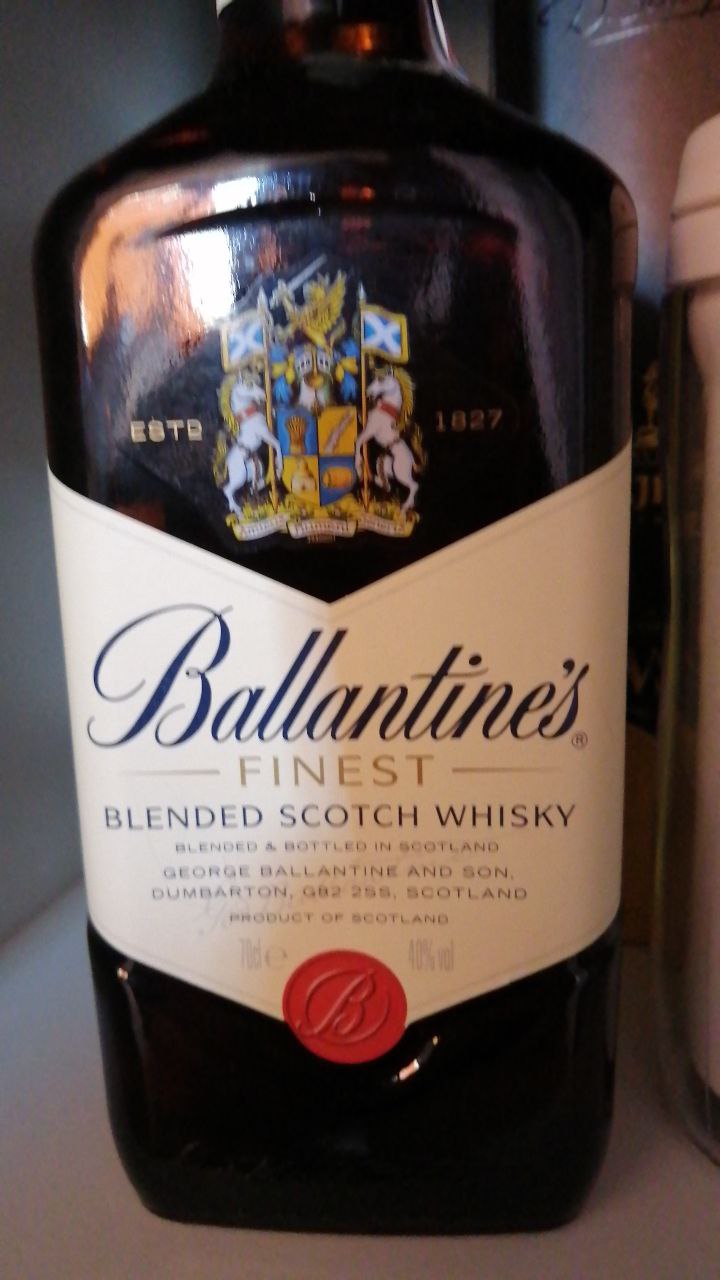 ESTD 1827
Ballantine's®
FINEST
BLENDED SCOTCH WHISKY
BLENDED & BOTTLED IN SCOTLAND
GEORGE BALLANTINE AND SON,
DUMBARTON, G82 2SS, SCOTLAND
PRODUCT OF SCOTLAND
70cl e 40% vol
B